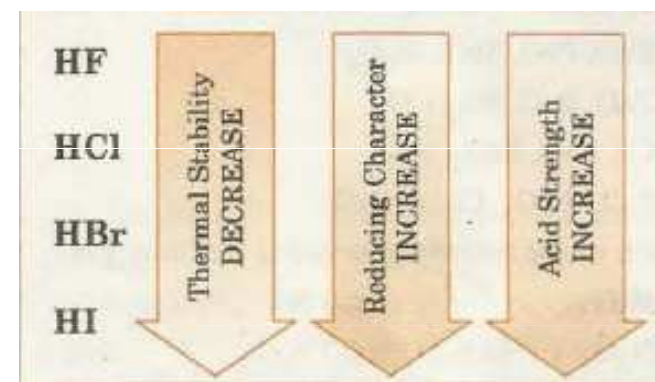 HF
HCl
HBr
HI
Thermal Stability
DECREASE
Reducing Character
INCREASE
Acid Strength
INCREASE